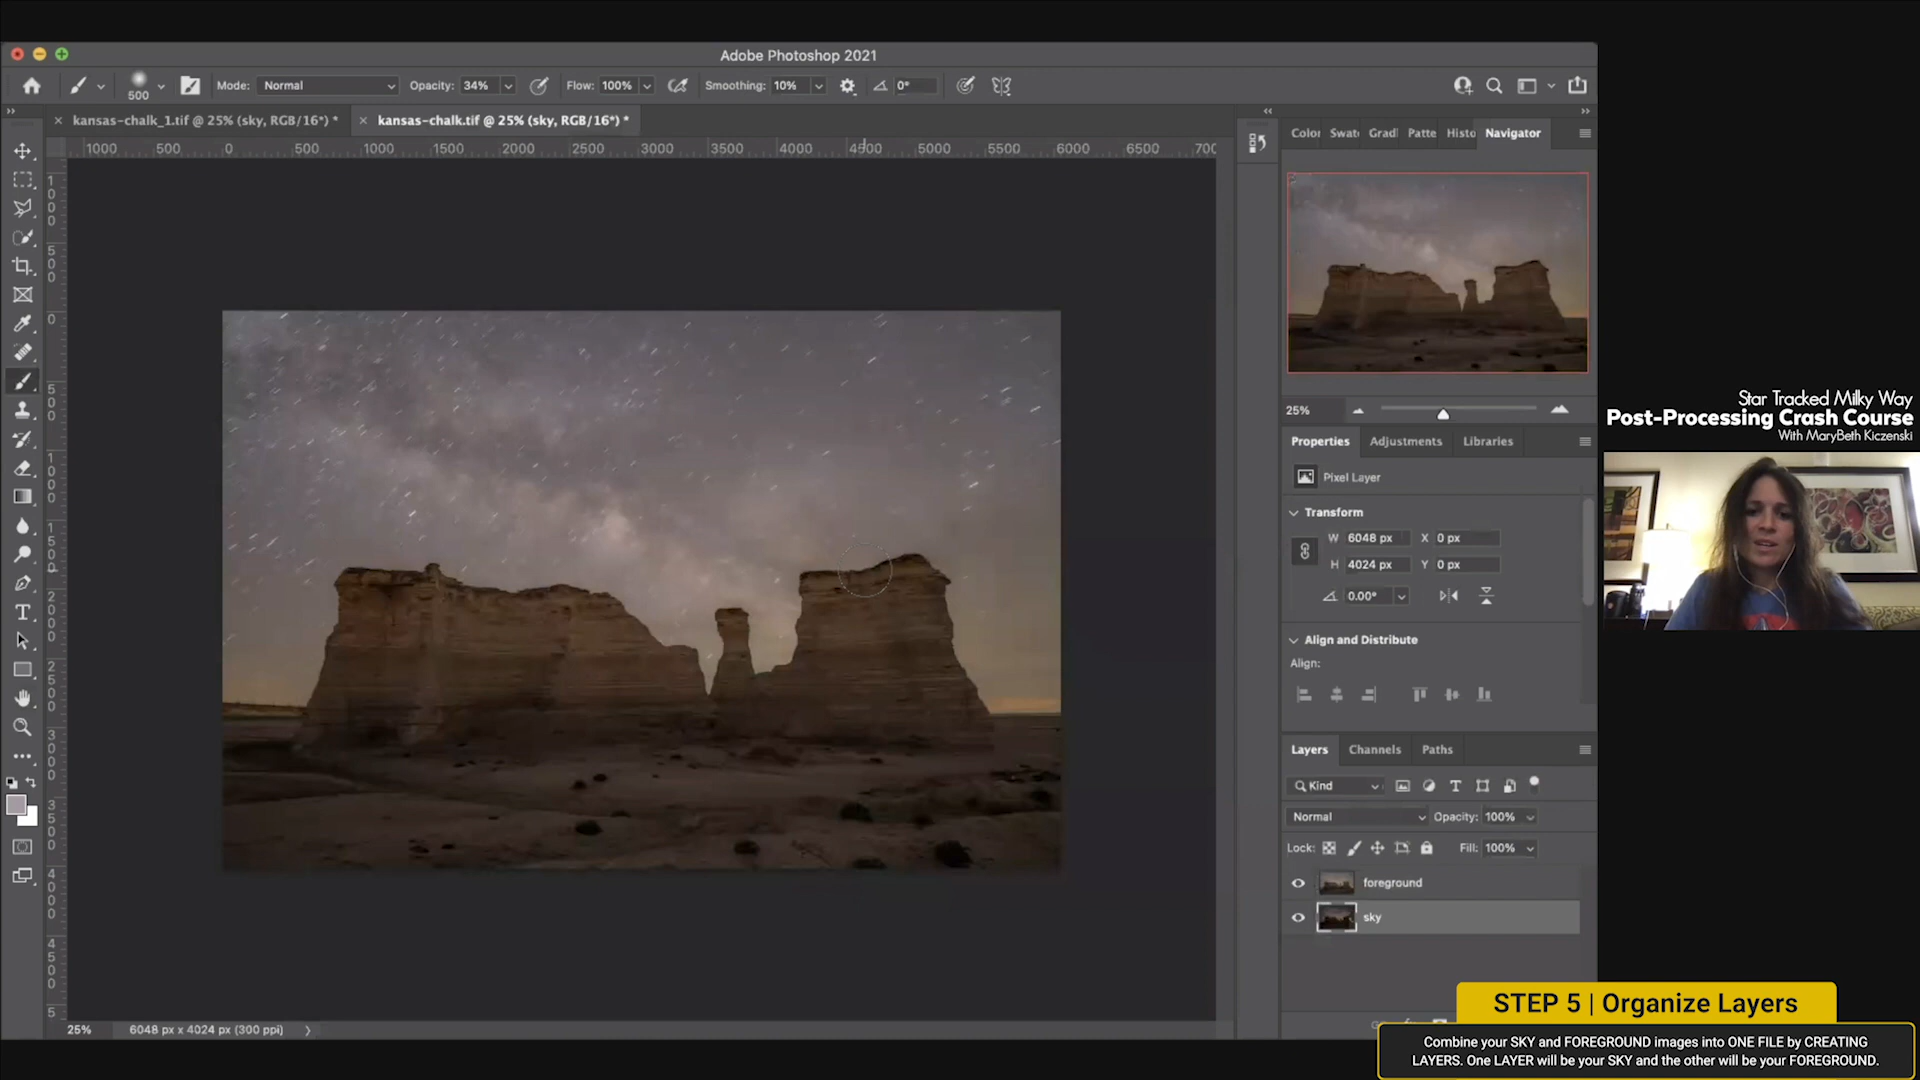 Adobe Photoshop 2021
500 Mode: Normal Opacity: 34% Flow: 100% Smoothing: 10% 0°
kansas-chalk_1.tif @ 25% (sky, RGB/16*) *
kansas-chalk.tif @ 25% (sky, RGB/16*) *
1000 500 0 500 1000 1500 2000 2500 3000 3500 4000 4500 5000 5500 6000 6500 700
Color Swatc Gradi Patte Histo Navigator
25%
Properties Adjustments Libraries
Pixel Layer
Transform
W 6048 px X 0 px
H 4024 px Y 0 px
0.00°
Align and Distribute
Align:
Layers Channels Paths
Kind
Normal Opacity: 100%
Lock: Fill: 100%
foreground
sky
25% 6048 px x 4024 px (300 ppi)
Star Tracked Milky Way
Post-Processing Crash Course
With MaryBeth Kiczenski
STEP 5 | Organize Layers
Combine your SKY and FOREGROUND images into ONE FILE by CREATING
LAYERS. One LAYER will be your SKY and the other will be your FOREGROUND.